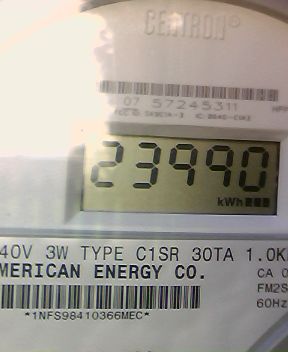 CENTRON®
07 57245311
23990
kWh
40V 3W TYPE C1SR 30TA 1.0K
MERICAN ENERGY CO.
CA 0
FM2S
60Hz
*1NFS98410366MEC*